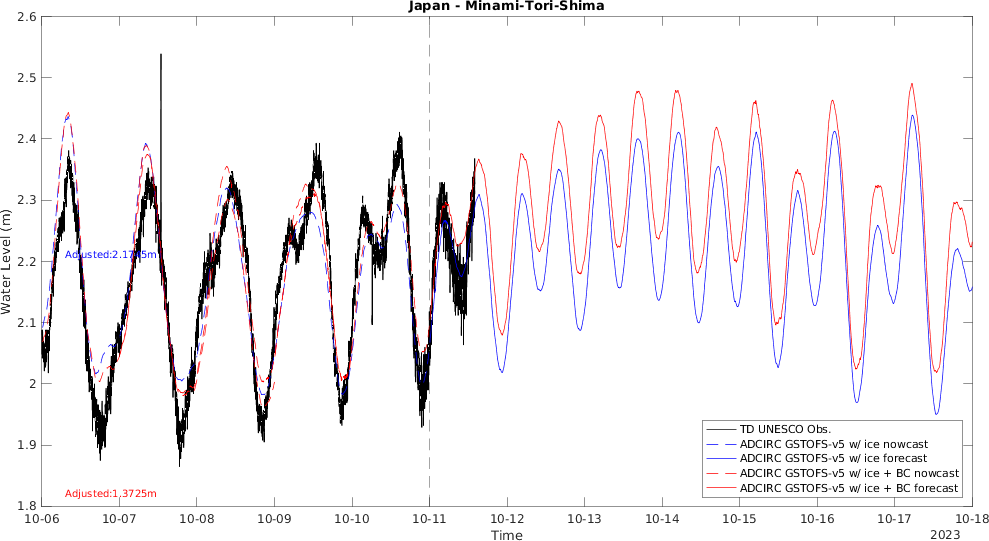 Japan - Minami-Tori-Shima
2.6
2.5
2.4
2.3
2.2
2.1
2
1.9
1.8
Water Level (m)
Adjusted:2.1745m
Adjusted:1.3725m
TD UNESCO Obs.
ADCIRC GSTOFS-v5 w/ ice nowcast
ADCIRC GSTOFS-v5 w/ ice forecast
ADCIRC GSTOFS-v5 w/ ice + BC nowcast
ADCIRC GSTOFS-v5 w/ ice + BC forecast
10-06 10-07 10-08 10-09 10-10 10-11 10-12 10-13 10-14 10-15 10-16 10-17 10-18
Time
2023